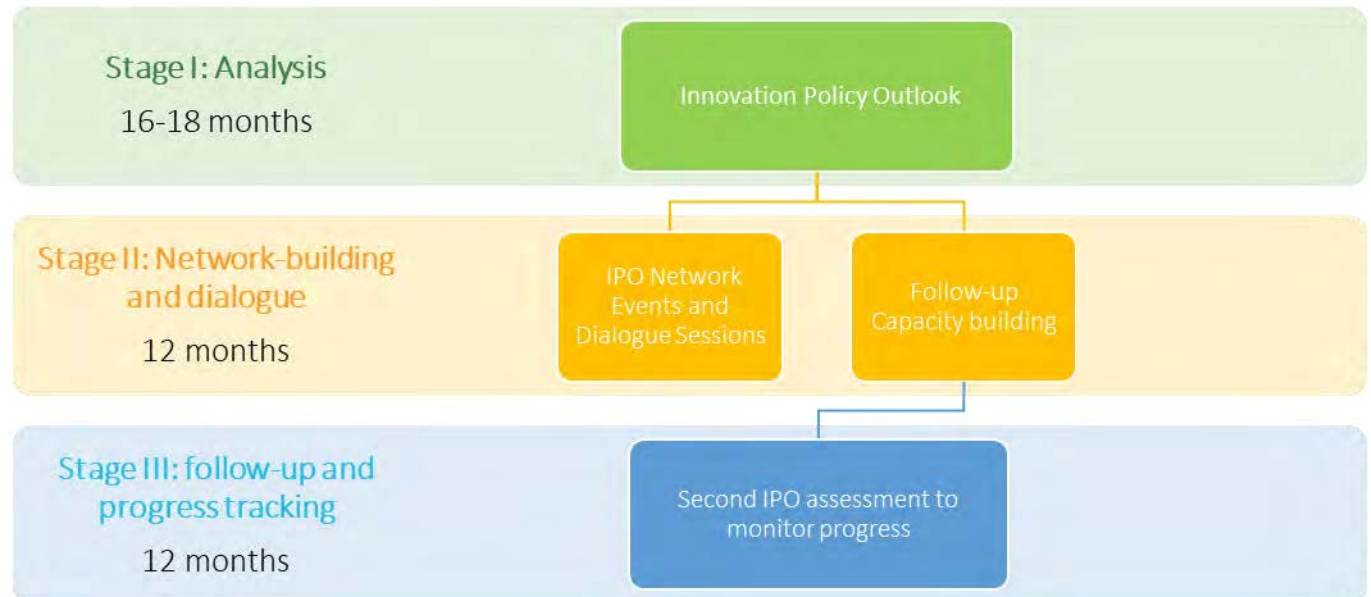 Stage I: Analysis
16-18 months
Innovation Policy Outlook
Stage II: Network-building
and dialogue
12 months
IPO Network
Events and
Dialogue Sessions
Follow-up
Capacity building
Stage III: follow-up and
progress tracking
12 months
Second IPO assessment to
monitor progress